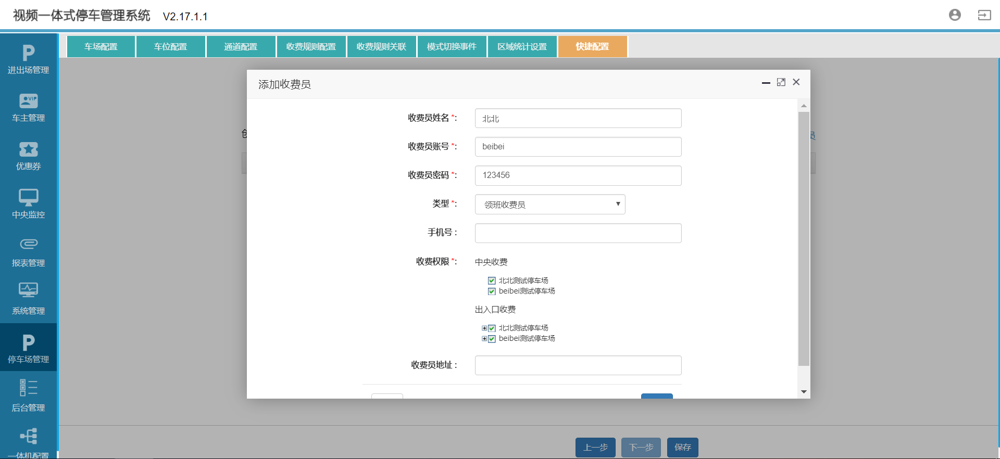 视频一体式停车管理系统 V2.17.1.1
车场配置 车位配置 通道配置 收费规则配置 收费规则关联 模式切换事件 区域统计设置 快捷配置
进出场管理
车主管理
优惠券
中央监控
报表管理
系统管理
停车场管理
后台管理
一体机配置
添加收费员
收费员姓名 *: 北北
收费员账号 *: beibei
收费员密码 *: 123456
类型 *: 领班收费员
手机号 :
收费权限 *: 中央收费
北北测试停车场
beibei测试停车场
出入口收费
北北测试停车场
beibei测试停车场
收费员地址 :
员
上一步 下一步 保存